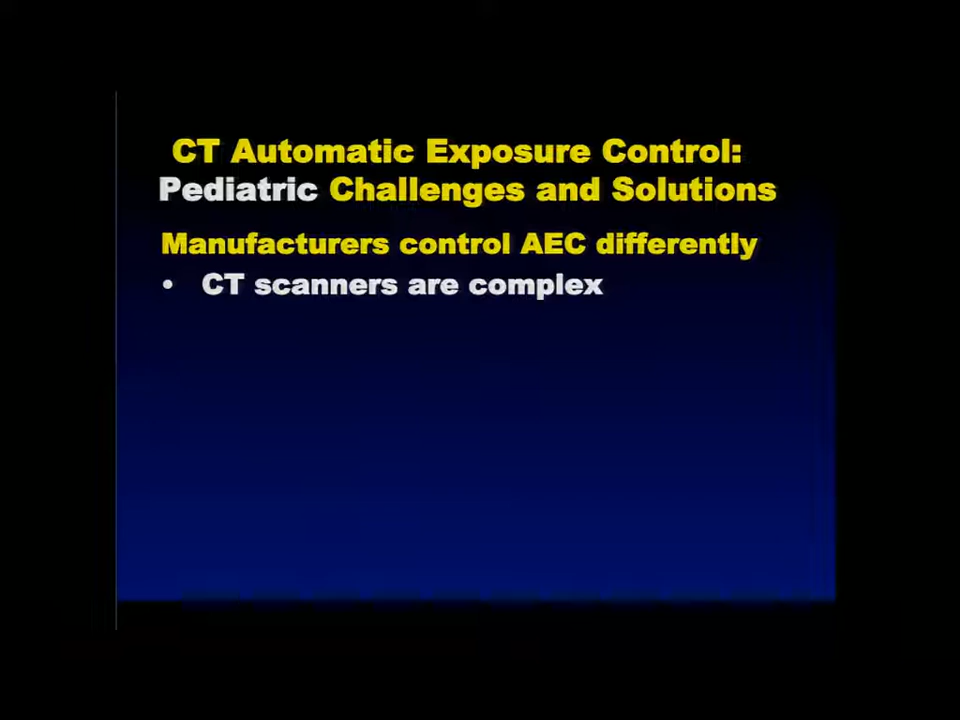 CT Automatic Exposure Control:
Pediatric Challenges and Solutions
Manufacturers control AEC differently
• CT scanners are complex